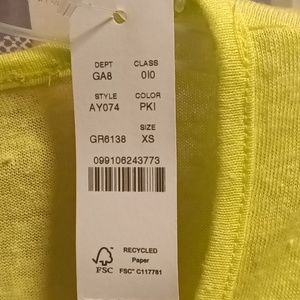 DEPT CLASS
GA8 010
STYLE COLOR
AY074 PKI
SIZE
GR6138 XS
099106243773
RECYCLED
Paper
FSC FSC® C117781